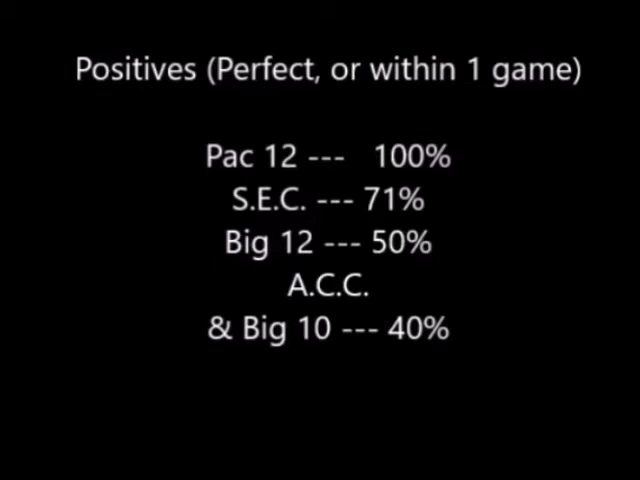 Positives (Perfect, or within 1 game)
Pac 12 --- 100%
S.E.C. --- 71%
Big 12 --- 50%
A.C.C.
& Big 10 --- 40%